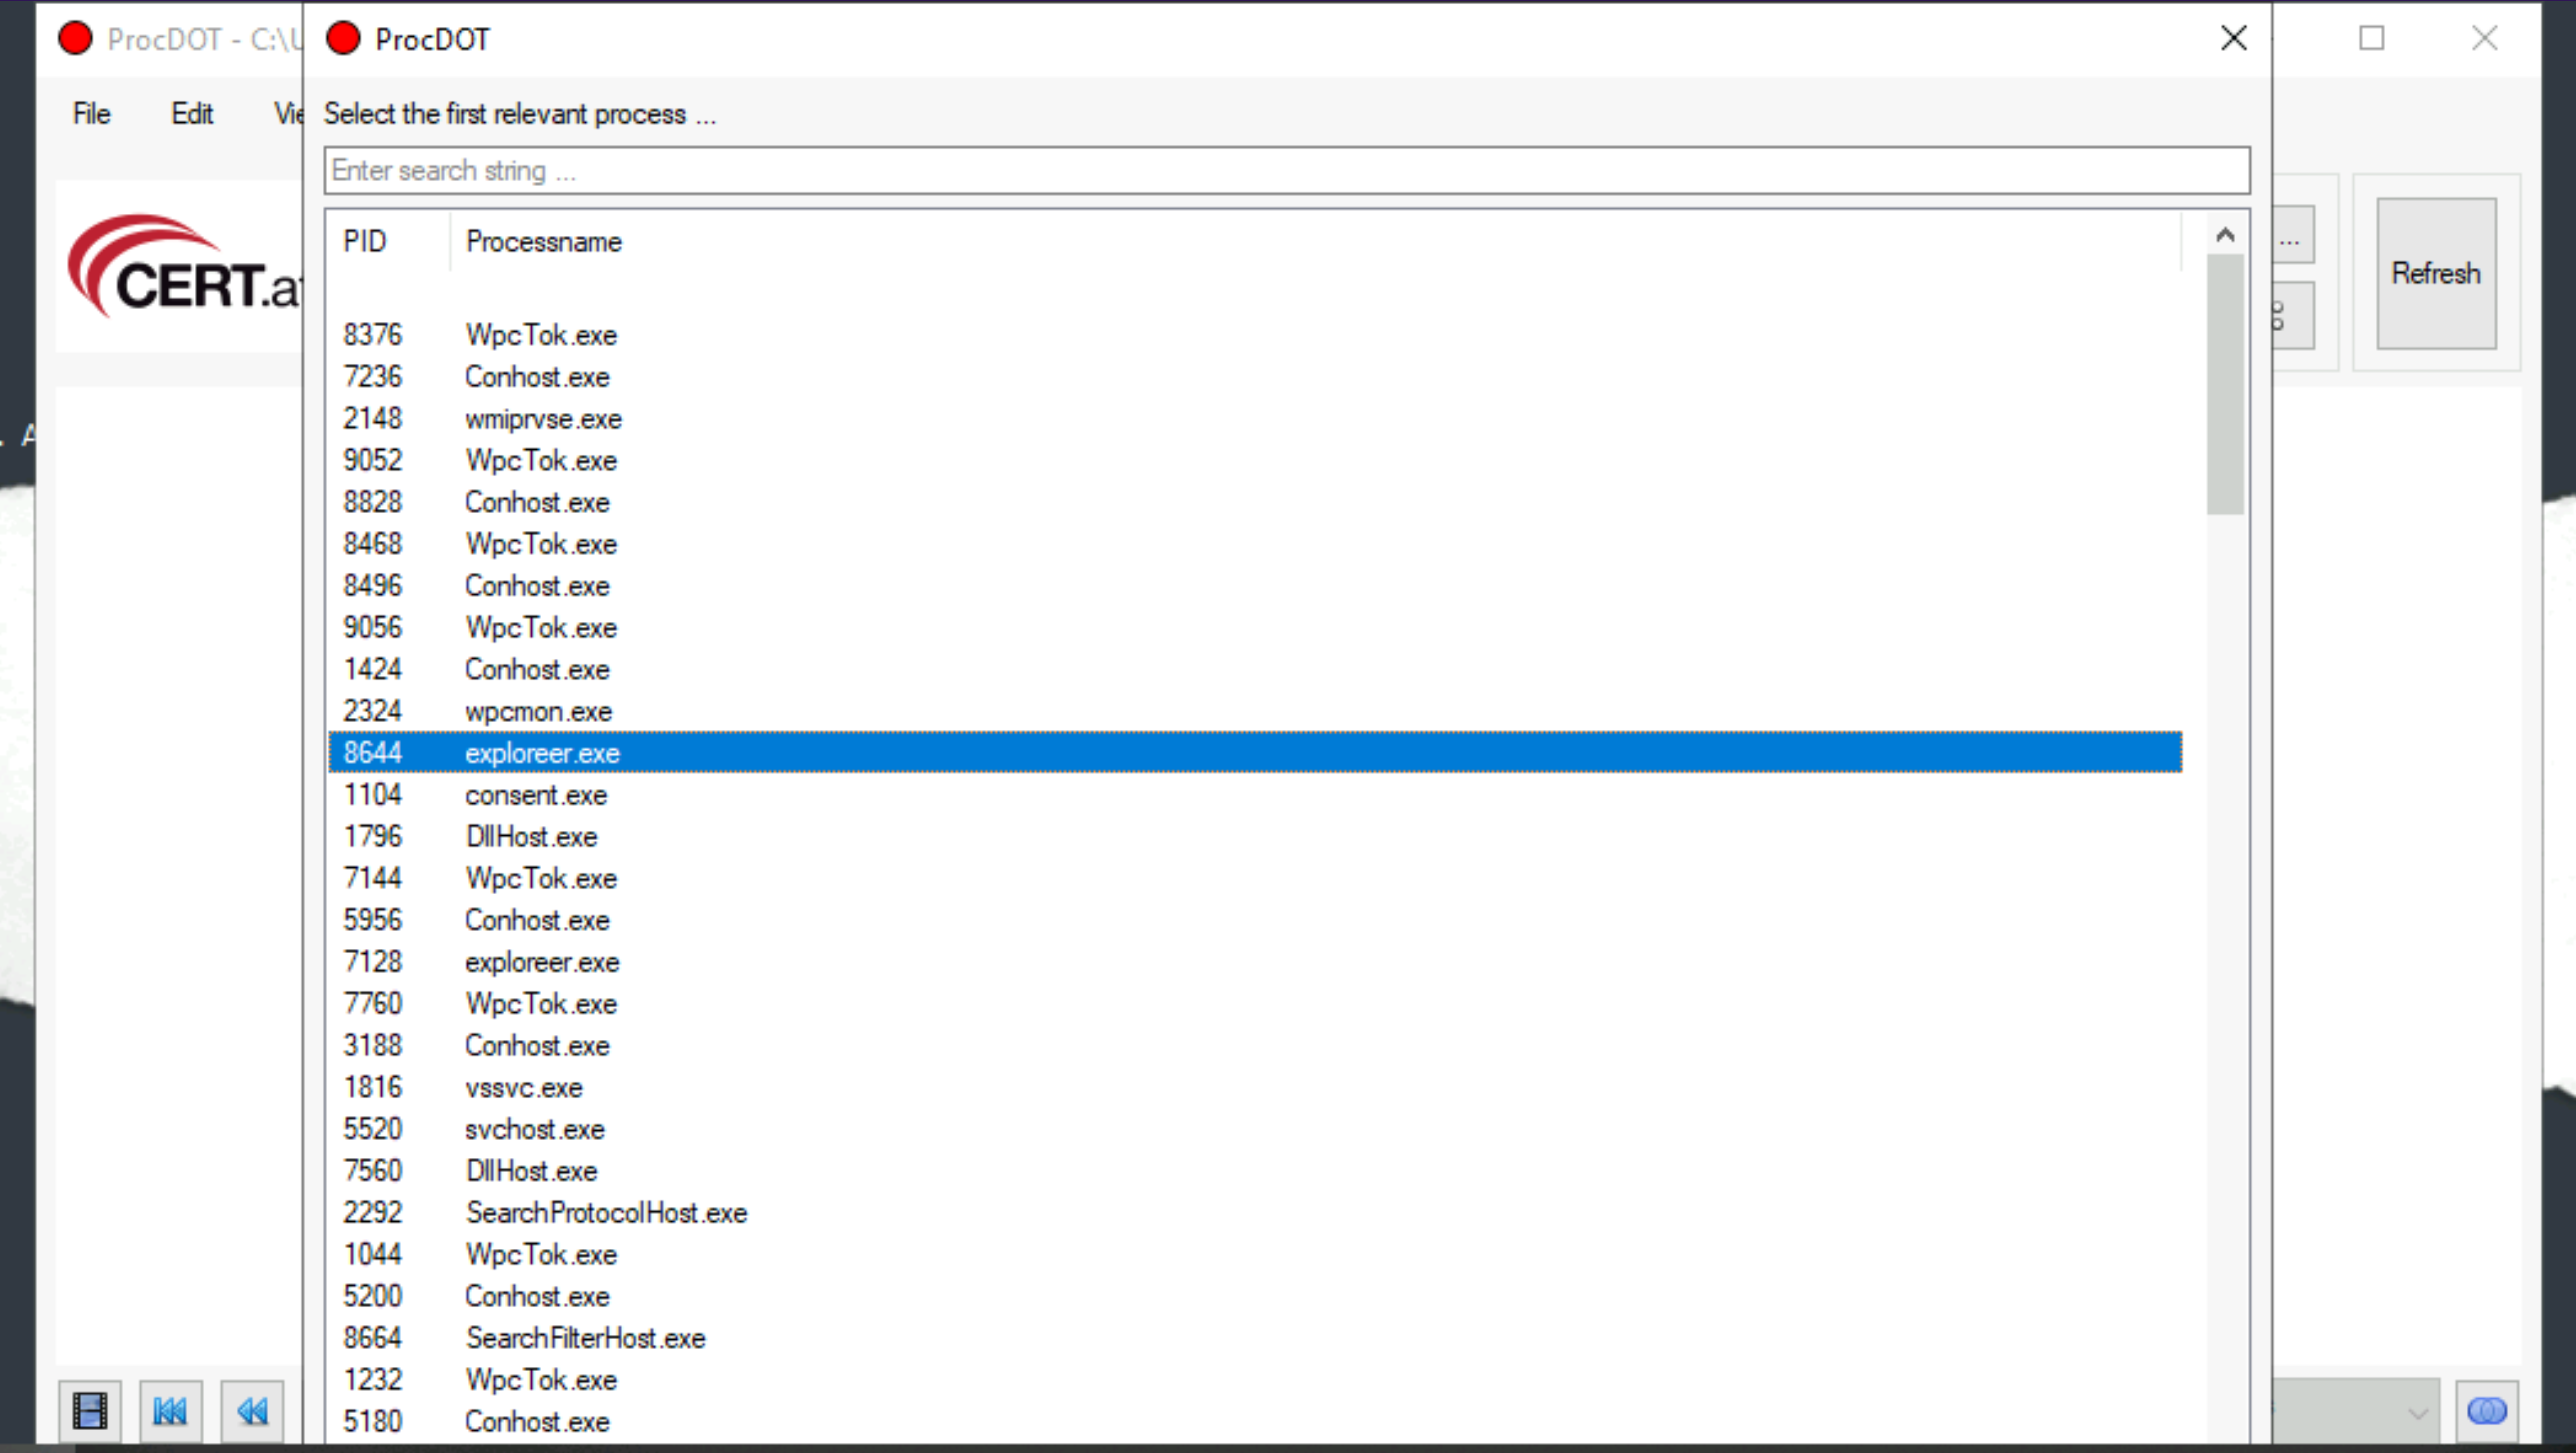 ProcDOT - C:\U
ProcDOT
File Edit Vie
Select the first relevant process ...
Enter search string ...
CERT.at
PID Processname
...
Refresh
8376 WpcTok.exe
7236 Conhost.exe
2148 wmiprvse.exe
. A
9052 WpcTok.exe
8828 Conhost.exe
8468 WpcTok.exe
8496 Conhost.exe
9056 WpcTok.exe
1424 Conhost.exe
2324 wpcmon.exe
8644 exploreer.exe
1104 consent.exe
1796 DllHost.exe
7144 WpcTok.exe
5956 Conhost.exe
7128 exploreer.exe
7760 WpcTok.exe
3188 Conhost.exe
1816 vssvc.exe
5520 svchost.exe
7560 DllHost.exe
2292 SearchProtocolHost.exe
1044 WpcTok.exe
5200 Conhost.exe
8664 SearchFilterHost.exe
1232 WpcTok.exe
5180 Conhost.exe